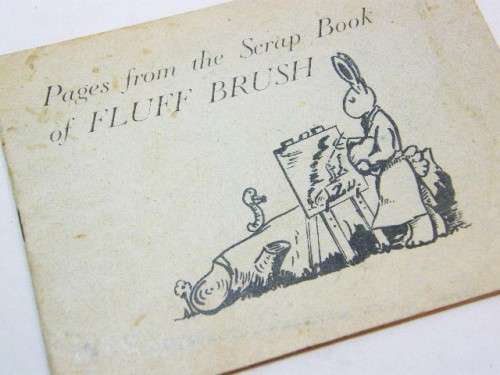 Pages from the Scrap Book
of FLUFF BRUSH